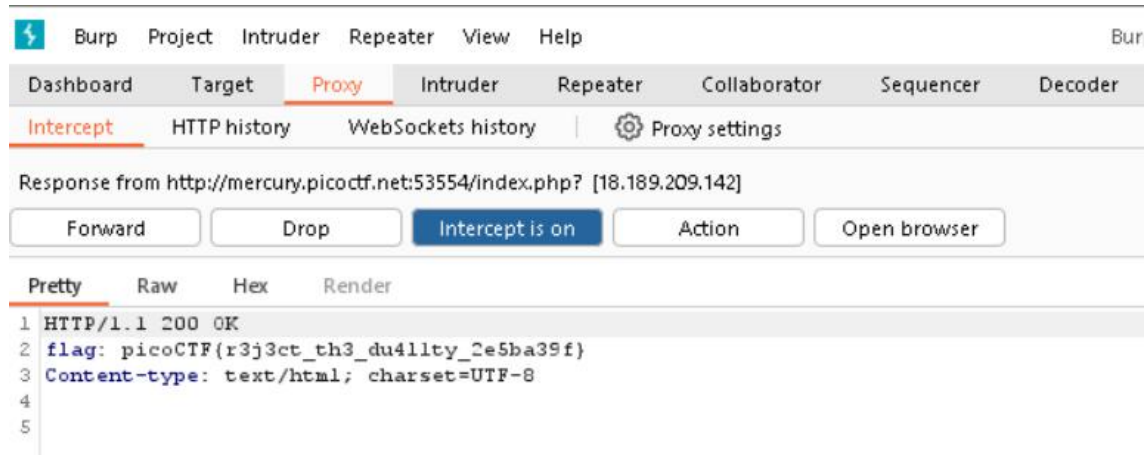 Burp Project Intruder Repeater View Help Bur
Dashboard Target Proxy Intruder Repeater Collaborator Sequencer Decoder
Intercept HTTP history WebSockets history Proxy settings
Response from http://mercury.picoctf.net:53554/index.php? [18.189.209.142]
Forward Drop Intercept is on Action Open browser
Pretty Raw Hex Render
1 HTTP/1.1 200 OK
2 flag: picoCTF{r3j3ct_th3_du4l1ty_2e5ba39f}
3 Content-type: text/html; charset=UTF-8
4
5